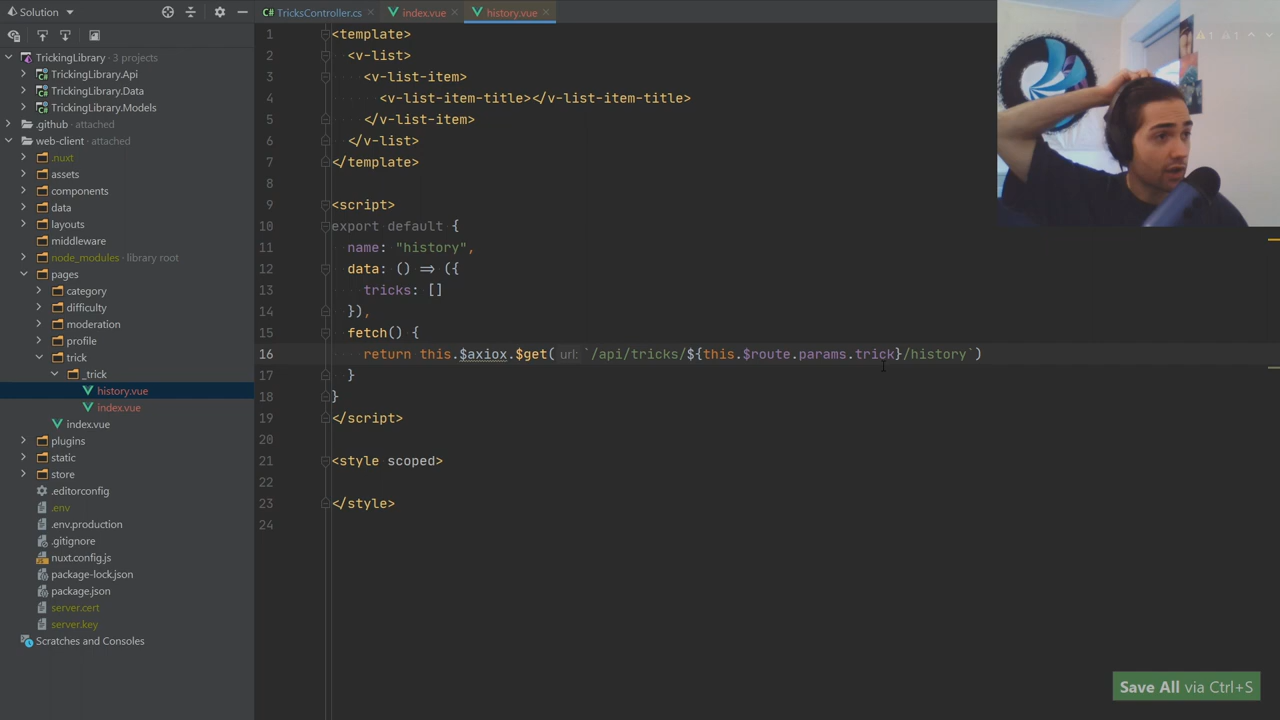 Solution
TricksController.cs
index.vue
history.vue
TrickingLibrary · 3 projects
TrickingLibrary.Api
TrickingLibrary.Data
TrickingLibrary.Models
.github attached
web-client attached
.nuxt
assets
components
data
layouts
middleware
node_modules library root
pages
category
difficulty
moderation
profile
trick
_trick
history.vue
index.vue
index.vue
plugins
static
store
.editorconfig
.env
.env.production
.gitignore
nuxt.config.js
package-lock.json
package.json
server.cert
server.key
Scratches and Consoles
1 <template>
2 <v-list>
3 <v-list-item>
4 <v-list-item-title></v-list-item-title>
5 </v-list-item>
6 </v-list>
7 </template>
8
9 <script>
10 export default {
11 name: "history",
12 data: () => ({
13 tricks: []
14 }),
15 fetch() {
16 return this.$axiox.$get( url: `/api/tricks/${this.$route.params.trick}/history`)
17 }
18 }
19 </script>
20
21 <style scoped>
22
23 </style>
24
1 1
Save All via Ctrl+S